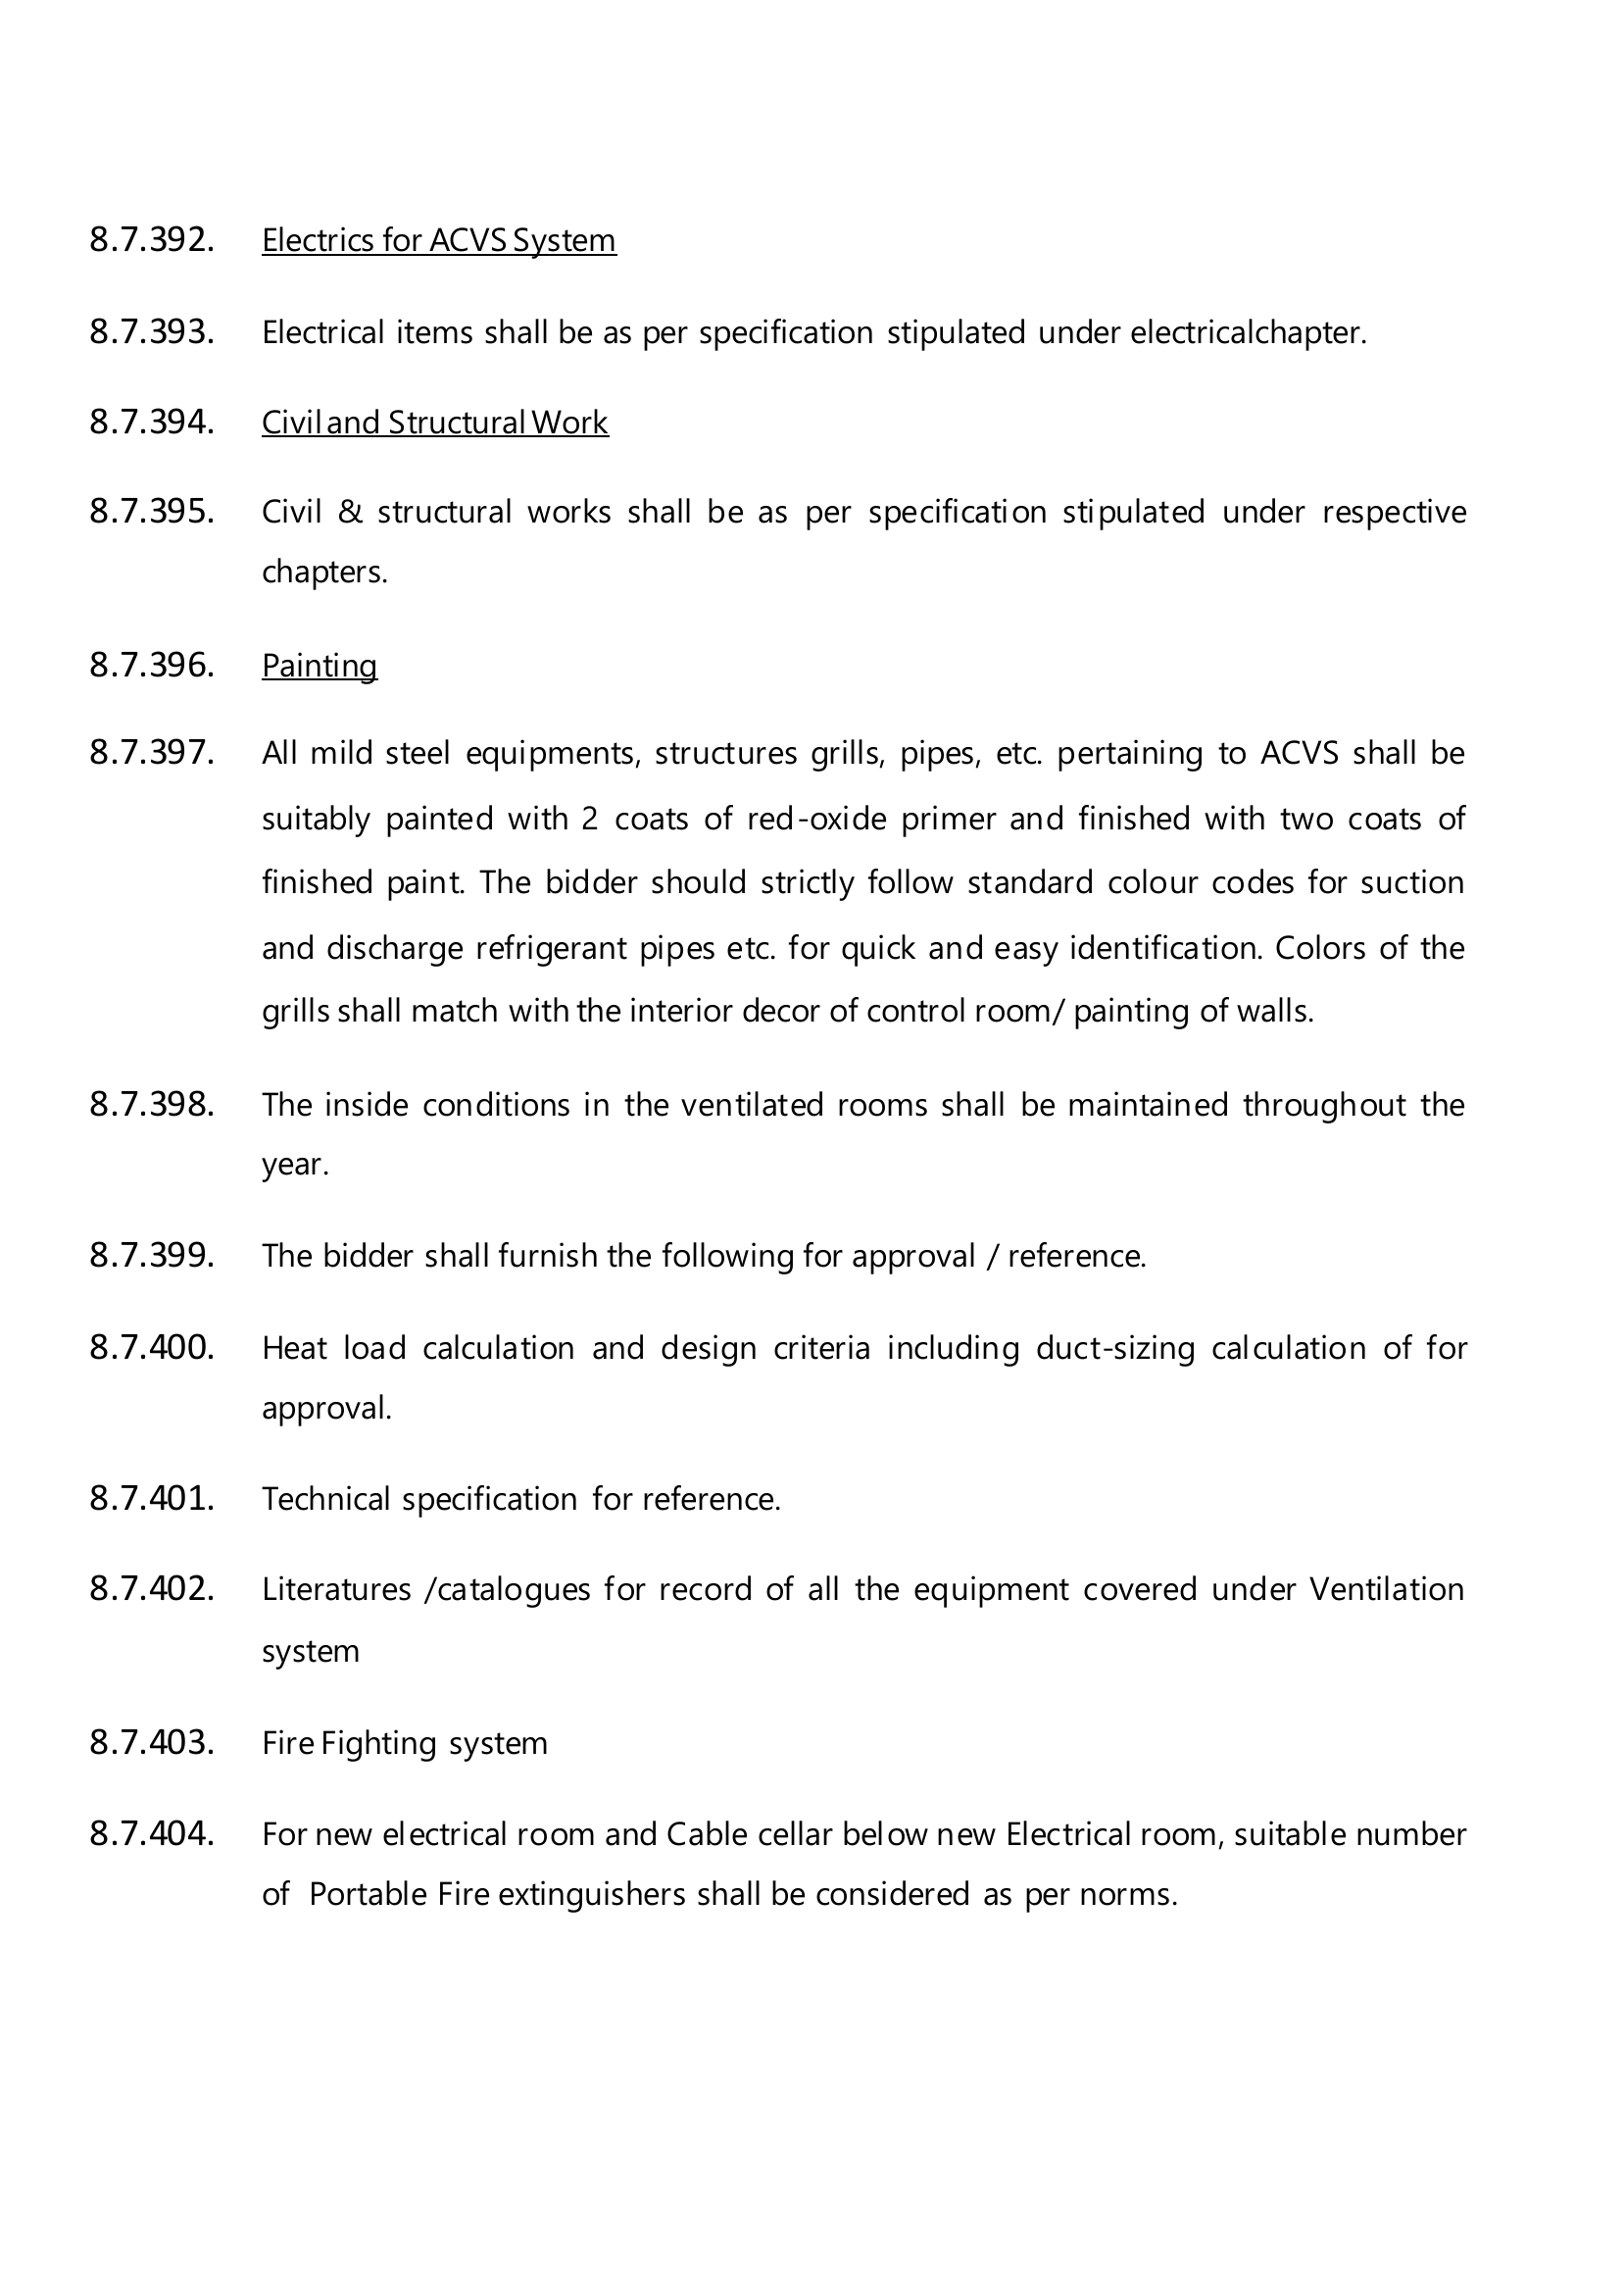 8.7.392. Electrics for ACVS System
8.7.393. Electrical items shall be as per specification stipulated under electricalchapter.
8.7.394. Civil and Structural Work
8.7.395. Civil & structural works shall be as per specification stipulated under respective
chapters.
8.7.396. Painting
8.7.397. All mild steel equipments, structures grills, pipes, etc. pertaining to ACVS shall be
suitably painted with 2 coats of red-oxide primer and finished with two coats of
finished paint. The bidder should strictly follow standard colour codes for suction
and discharge refrigerant pipes etc. for quick and easy identification. Colors of the
grills shall match with the interior decor of control room/ painting of walls.
8.7.398. The inside conditions in the ventilated rooms shall be maintained throughout the
year.
8.7.399. The bidder shall furnish the following for approval / reference.
8.7.400. Heat load calculation and design criteria including duct-sizing calculation of for
approval.
8.7.401. Technical specification for reference.
8.7.402. Literatures /catalogues for record of all the equipment covered under Ventilation
system
8.7.403. Fire Fighting system
8.7.404. For new electrical room and Cable cellar below new Electrical room, suitable number
of Portable Fire extinguishers shall be considered as per norms.